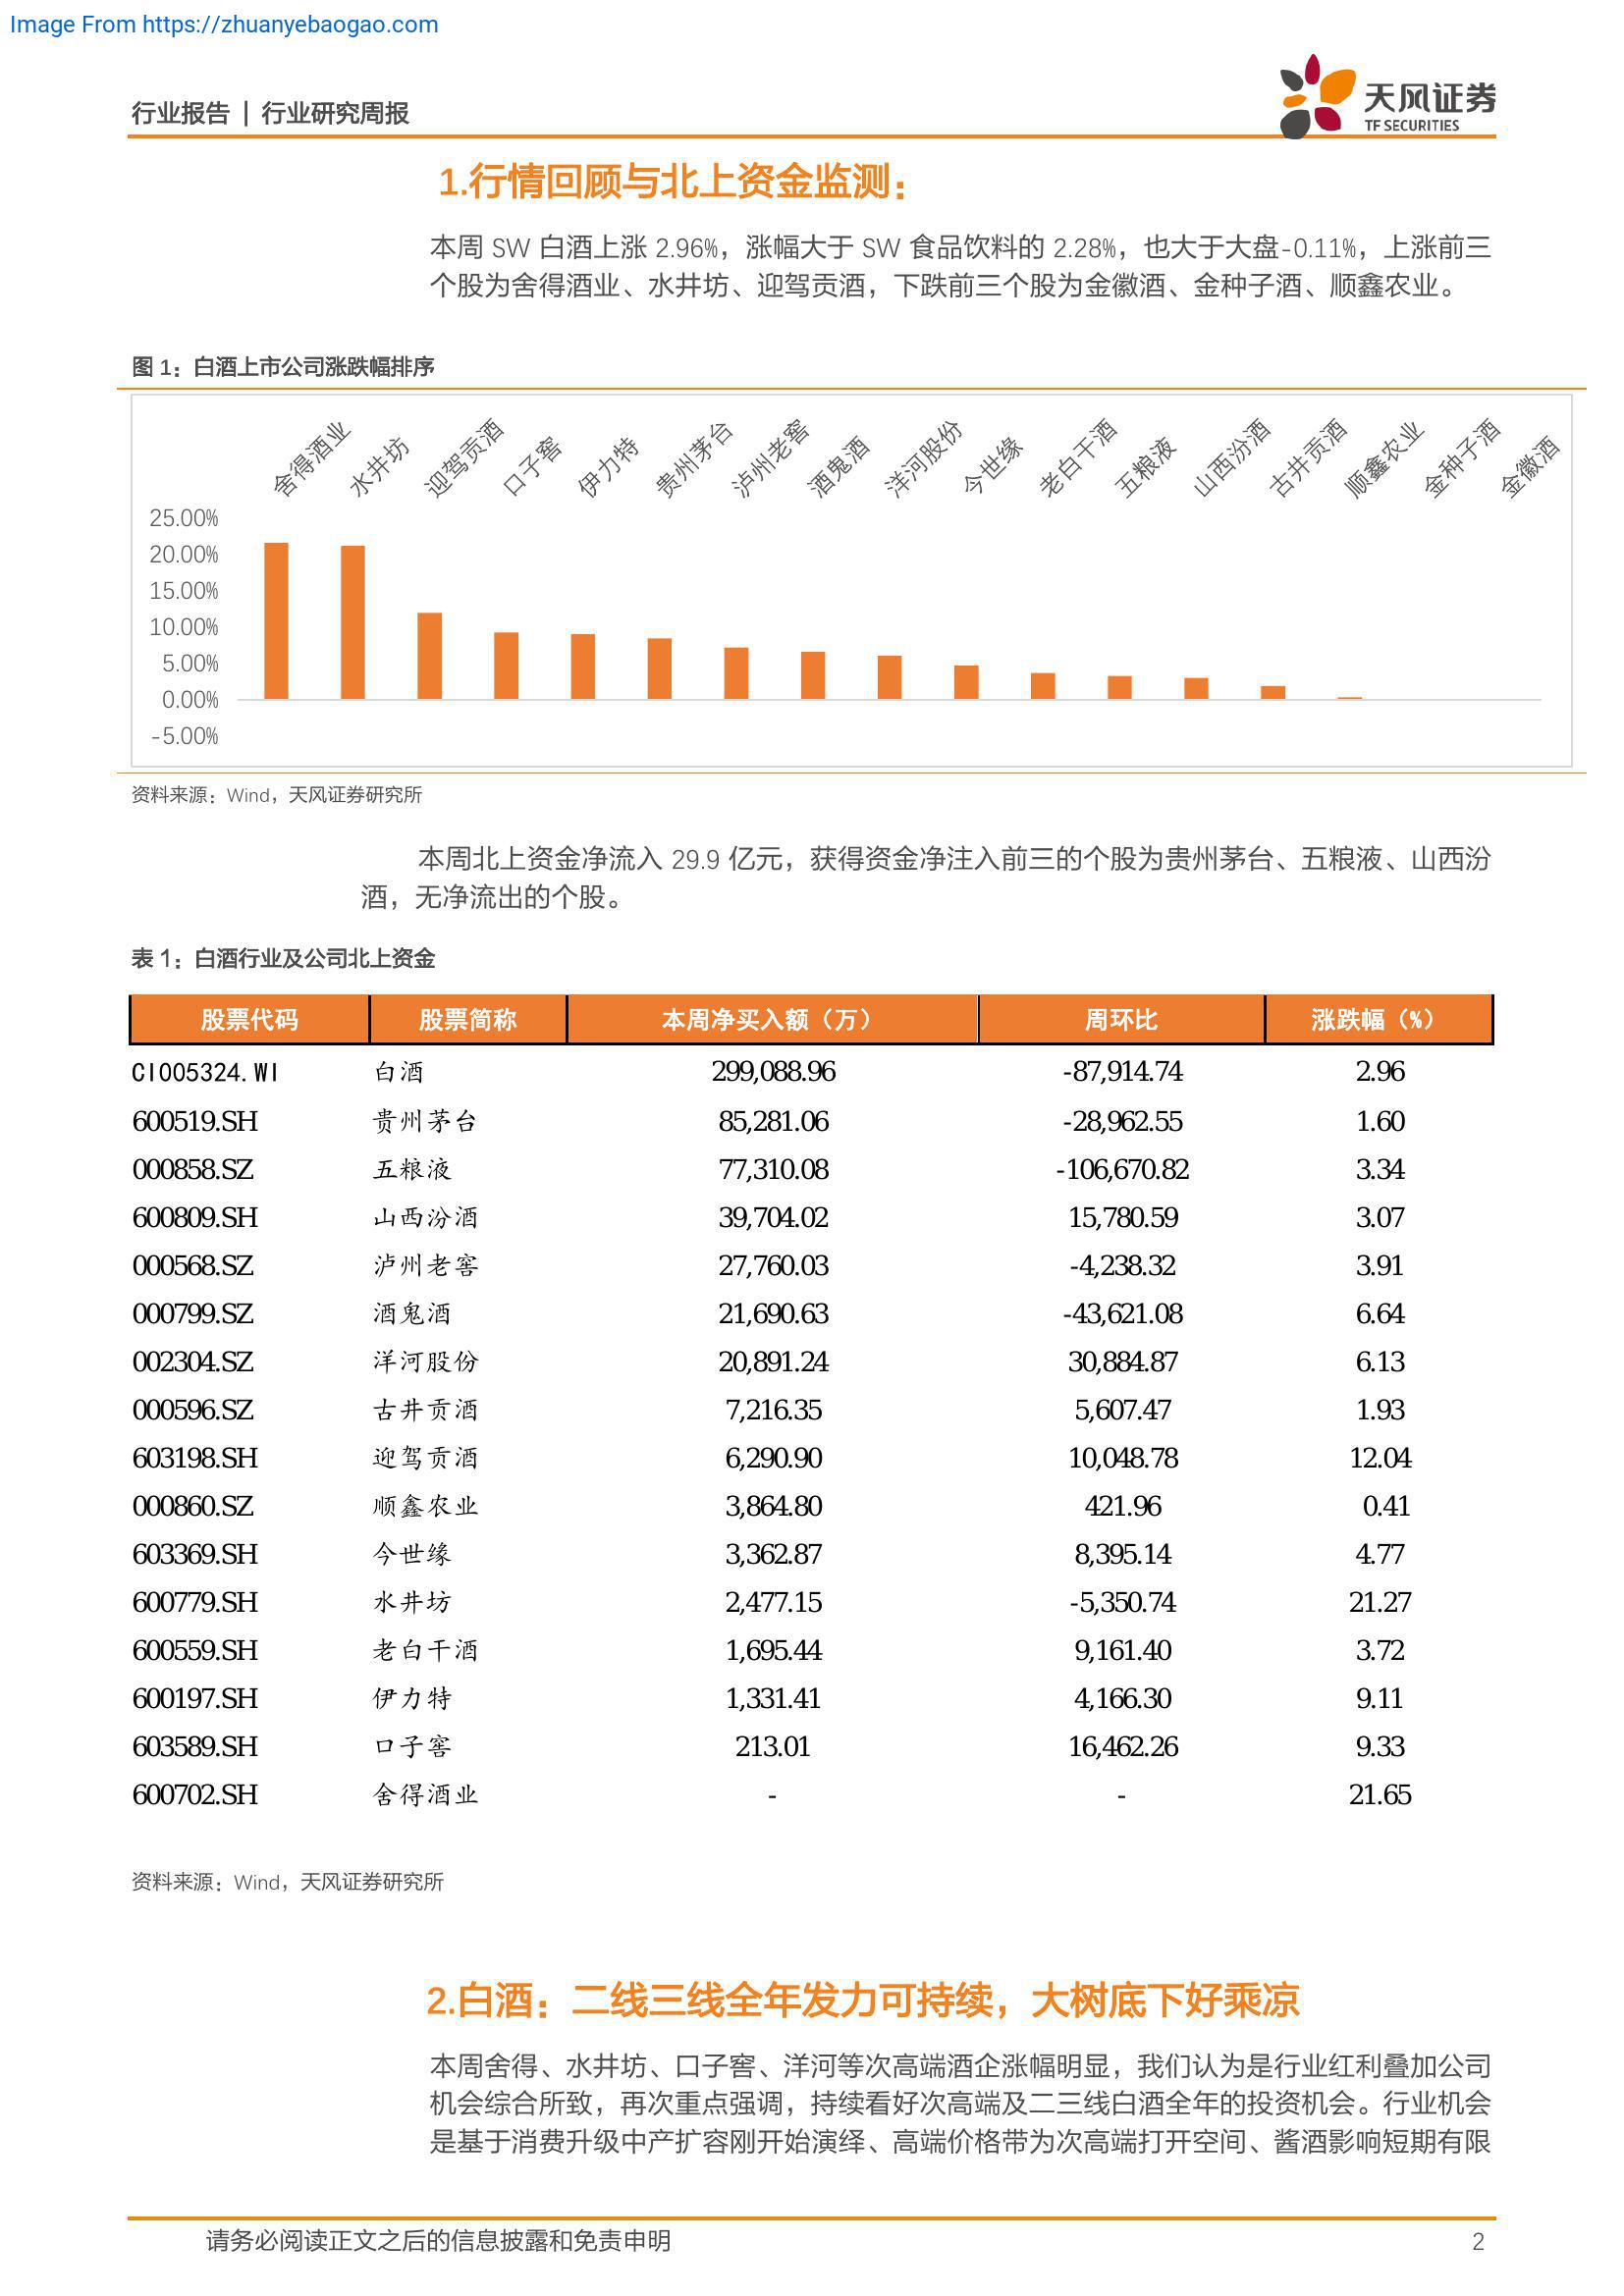 Image From https://zhuanyebaogao.com
行业报告 | 行业研究周报
天风证券
TF SECURITIES
1.行情回顾与北上资金监测：
本周 SW 白酒上涨 2.96%，涨幅大于 SW 食品饮料的 2.28%，也大于大盘-0.11%，上涨前三
个股为舍得酒业、水井坊、迎驾贡酒，下跌前三个股为金徽酒、金种子酒、顺鑫农业。
图 1：白酒上市公司涨跌幅排序
舍得酒业 水井坊 迎驾贡酒 口子窖 伊力特 贵州茅台 泸州老窖 酒鬼酒 洋河股份 今世缘 老白干酒 五粮液 山西汾酒 古井贡酒 顺鑫农业 金种子酒 金徽酒
25.00%
20.00%
15.00%
10.00%
5.00%
0.00%
-5.00%
资料来源：Wind，天风证券研究所
本周北上资金净流入 29.9 亿元，获得资金净注入前三的个股为贵州茅台、五粮液、山西汾
酒，无净流出的个股。
表 1：白酒行业及公司北上资金
股票代码 股票简称 本周净买入额（万） 周环比 涨跌幅（%）
CI005324.WI 白酒 299,088.96 -87,914.74 2.96
600519.SH 贵州茅台 85,281.06 -28,962.55 1.60
000858.SZ 五粮液 77,310.08 -106,670.82 3.34
600809.SH 山西汾酒 39,704.02 15,780.59 3.07
000568.SZ 泸州老窖 27,760.03 -4,238.32 3.91
000799.SZ 酒鬼酒 21,690.63 -43,621.08 6.64
002304.SZ 洋河股份 20,891.24 30,884.87 6.13
000596.SZ 古井贡酒 7,216.35 5,607.47 1.93
603198.SH 迎驾贡酒 6,290.90 10,048.78 12.04
000860.SZ 顺鑫农业 3,864.80 421.96 0.41
603369.SH 今世缘 3,362.87 8,395.14 4.77
600779.SH 水井坊 2,477.15 -5,350.74 21.27
600559.SH 老白干酒 1,695.44 9,161.40 3.72
600197.SH 伊力特 1,331.41 4,166.30 9.11
603589.SH 口子窖 213.01 16,462.26 9.33
600702.SH 舍得酒业 - - 21.65
资料来源：Wind，天风证券研究所
2.白酒：二线三线全年发力可持续，大树底下好乘凉
本周舍得、水井坊、口子窖、洋河等次高端酒企涨幅明显，我们认为是行业红利叠加公司
机会综合所致，再次重点强调，持续看好次高端及二三线白酒全年的投资机会。行业机会
是基于消费升级中产扩容刚开始演绎、高端价格带为次高端打开空间、酱酒影响短期有限
请务必阅读正文之后的信息披露和免责申明
2